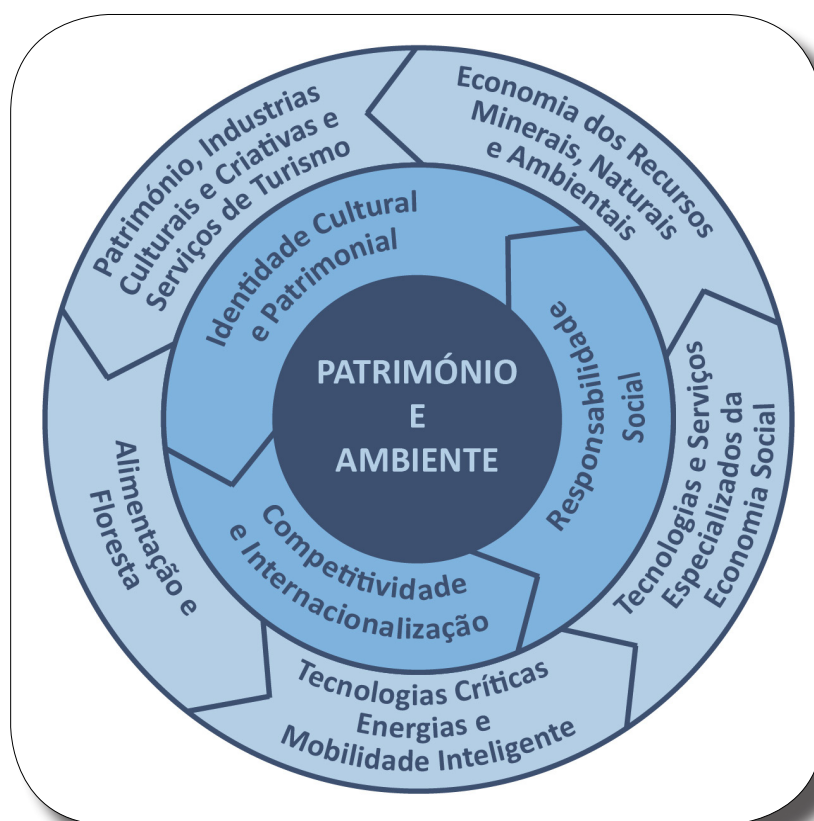 Património, Industrias
Culturais e Criativas e
Serviços de Turismo
Economia dos Recursos
Minerais, Naturais
e Ambientais
Identidade Cultural
e Patrimonial
Responsabilidade
Social
PATRIMÓNIO
E
AMBIENTE
Tecnologias e Serviços
Especializados da
Economia Social
Alimentação e
Floresta
Competitividade
e Internacionalização
Tecnologias Críticas
Energias e
Mobilidade Inteligente